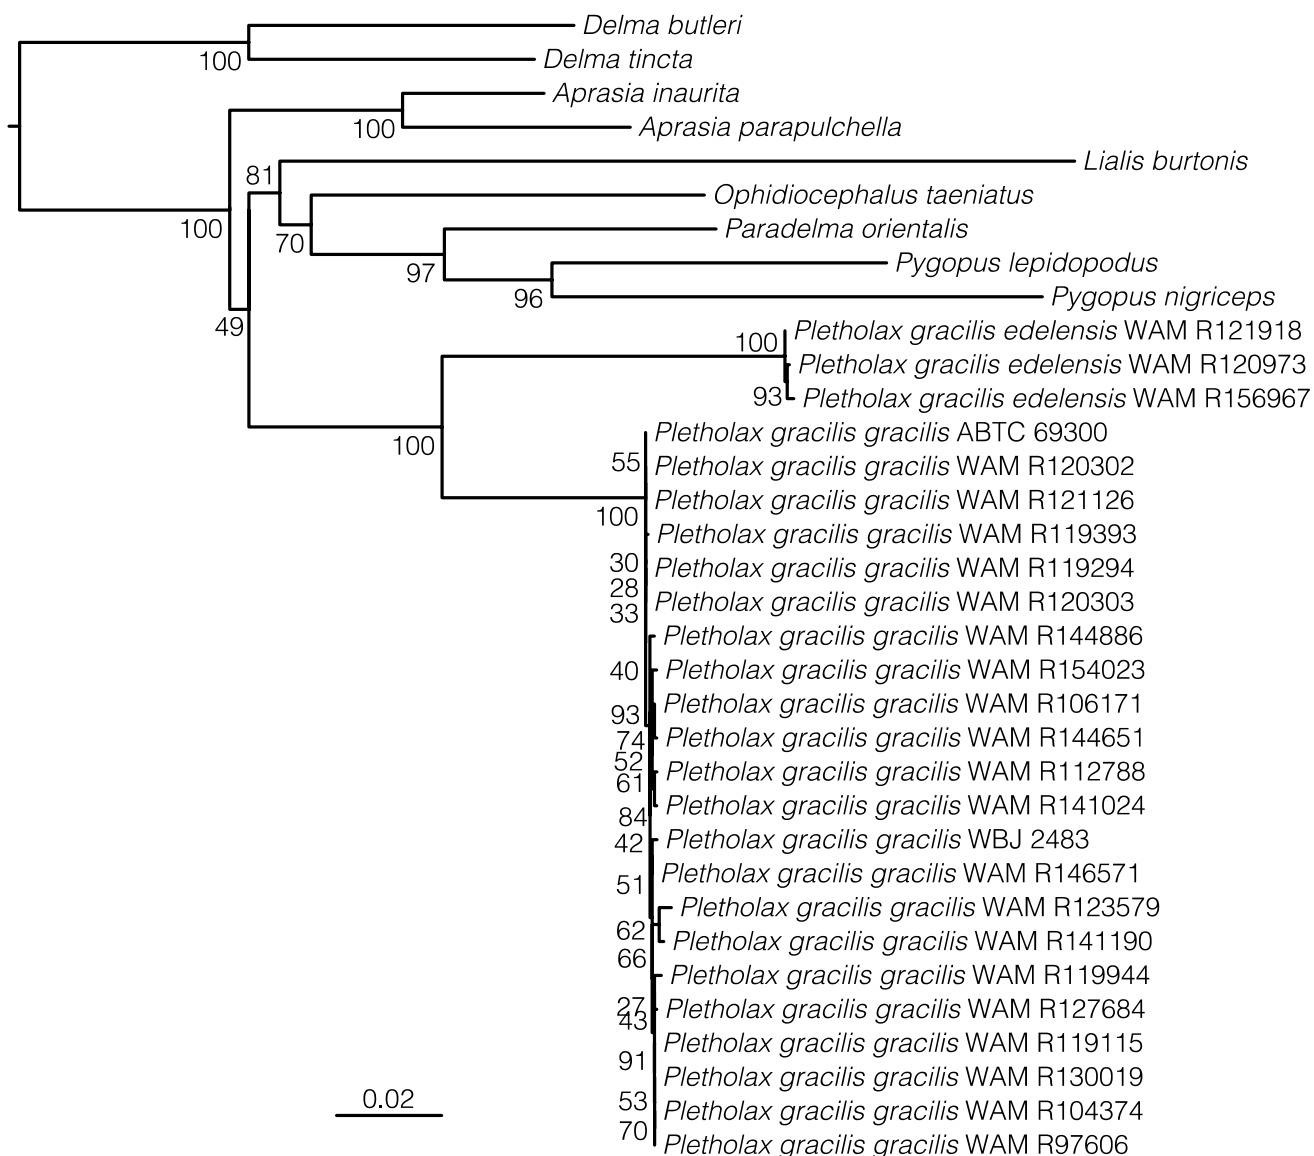 Delma butleri
100
Delma tincta
Aprasia inaurita
100
Aprasia parapulchella
Lialis burtonis
81
Ophidiocephalus taeniatus
100
Paradelma orientalis
70
Pygopus lepidopodus
97
96
Pygopus nigriceps
49
Pletholax gracilis edelensis WAM R121918
100
Pletholax gracilis edelensis WAM R120973
93
Pletholax gracilis edelensis WAM R156967
Pletholax gracilis gracilis ABTC 69300
100
55
Pletholax gracilis gracilis WAM R120302
Pletholax gracilis gracilis WAM R121126
100
Pletholax gracilis gracilis WAM R119393
30
Pletholax gracilis gracilis WAM R119294
28
Pletholax gracilis gracilis WAM R120303
33
Pletholax gracilis gracilis WAM R144886
40
Pletholax gracilis gracilis WAM R154023
Pletholax gracilis gracilis WAM R106171
93
Pletholax gracilis gracilis WAM R144651
74
52
Pletholax gracilis gracilis WAM R112788
61
Pletholax gracilis gracilis WAM R141024
84
Pletholax gracilis gracilis WBJ 2483
42
Pletholax gracilis gracilis WAM R146571
51
Pletholax gracilis gracilis WAM R123579
62
Pletholax gracilis gracilis WAM R141190
66
Pletholax gracilis gracilis WAM R119944
27
Pletholax gracilis gracilis WAM R127684
43
Pletholax gracilis gracilis WAM R119115
91
Pletholax gracilis gracilis WAM R130019
0.02
53
Pletholax gracilis gracilis WAM R104374
70
Pletholax gracilis gracilis WAM R97606